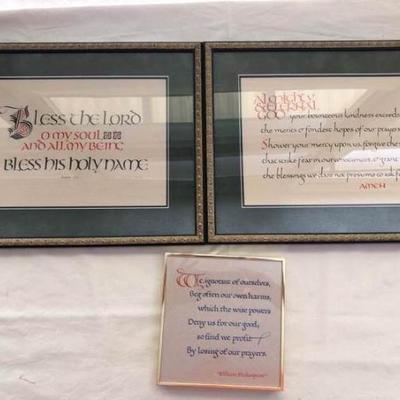 Bless the Lord
O my soul
and all my being
Bless his holy name
Almighty
Eternal
God your bounteous kindness exceeds
the merits & fondest hopes of our prayers
Shower your mercy upon us, forgive the
that strike fear in our & grant
the blessings we do not presume to ask
AMEN
We, ignorant of ourselves,
Beg often our own harms,
which the wise powers
Deny us for our good;
so find we profit
By losing of our prayers.
William Shakespeare